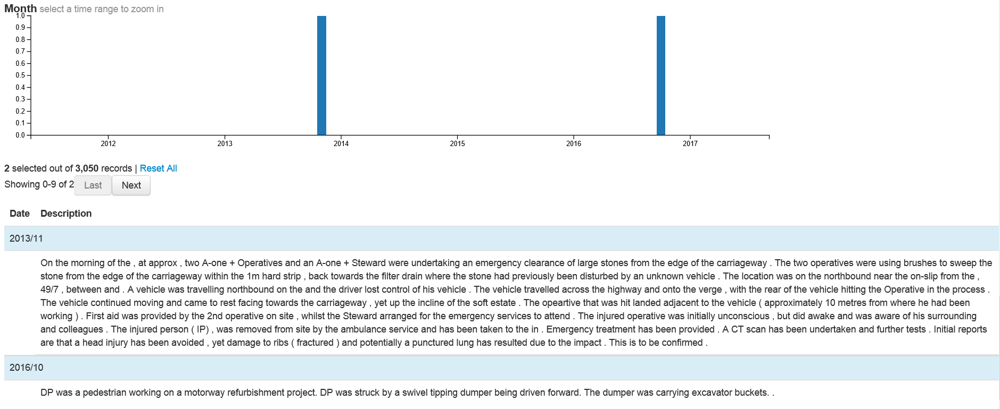 Month select a time range to zoom in
1.0
0.9
0.8
0.7
0.6
0.5
0.4
0.3
0.2
0.1
0.0
2012 2013 2014 2015 2016 2017
2 selected out of 3,050 records | Reset All
Showing 0-9 of 2 Last Next
Date Description
2013/11
On the morning of the , at approx , two A-one + Operatives and an A-one + Steward were undertaking an emergency clearance of large stones from the edge of the carriageway . The two operatives were using brushes to sweep the
stone from the edge of the carriageway within the 1m hard strip , back towards the filter drain where the stone had previously been disturbed by an unknown vehicle . The location was on the northbound near the on-slip from the ,
49/7 , between and . A vehicle was travelling northbound on the and the driver lost control of his vehicle . The vehicle travelled across the highway and onto the verge , with the rear of the vehicle hitting the Operative in the process .
The vehicle continued moving and came to rest facing towards the carriageway , yet up the incline of the soft estate . The opeartive that was hit landed adjacent to the vehicle ( approximately 10 metres from where he had been
working ) . First aid was provided by the 2nd operative on site , whilst the Steward arranged for the emergency services to attend . The injured operative was initially unconscious , but did awake and was aware of his surrounding
and colleagues . The injured person ( IP) , was removed from site by the ambulance service and has been taken to the in . Emergency treatment has been provided . A CT scan has been undertaken and further tests . Initial reports
are that a head injury has been avoided , yet damage to ribs ( fractured ) and potentially a punctured lung has resulted due to the impact . This is to be confirmed .
2016/10
DP was a pedestrian working on a motorway refurbishment project. DP was struck by a swivel tipping dumper being driven forward. The dumper was carrying excavator buckets. .